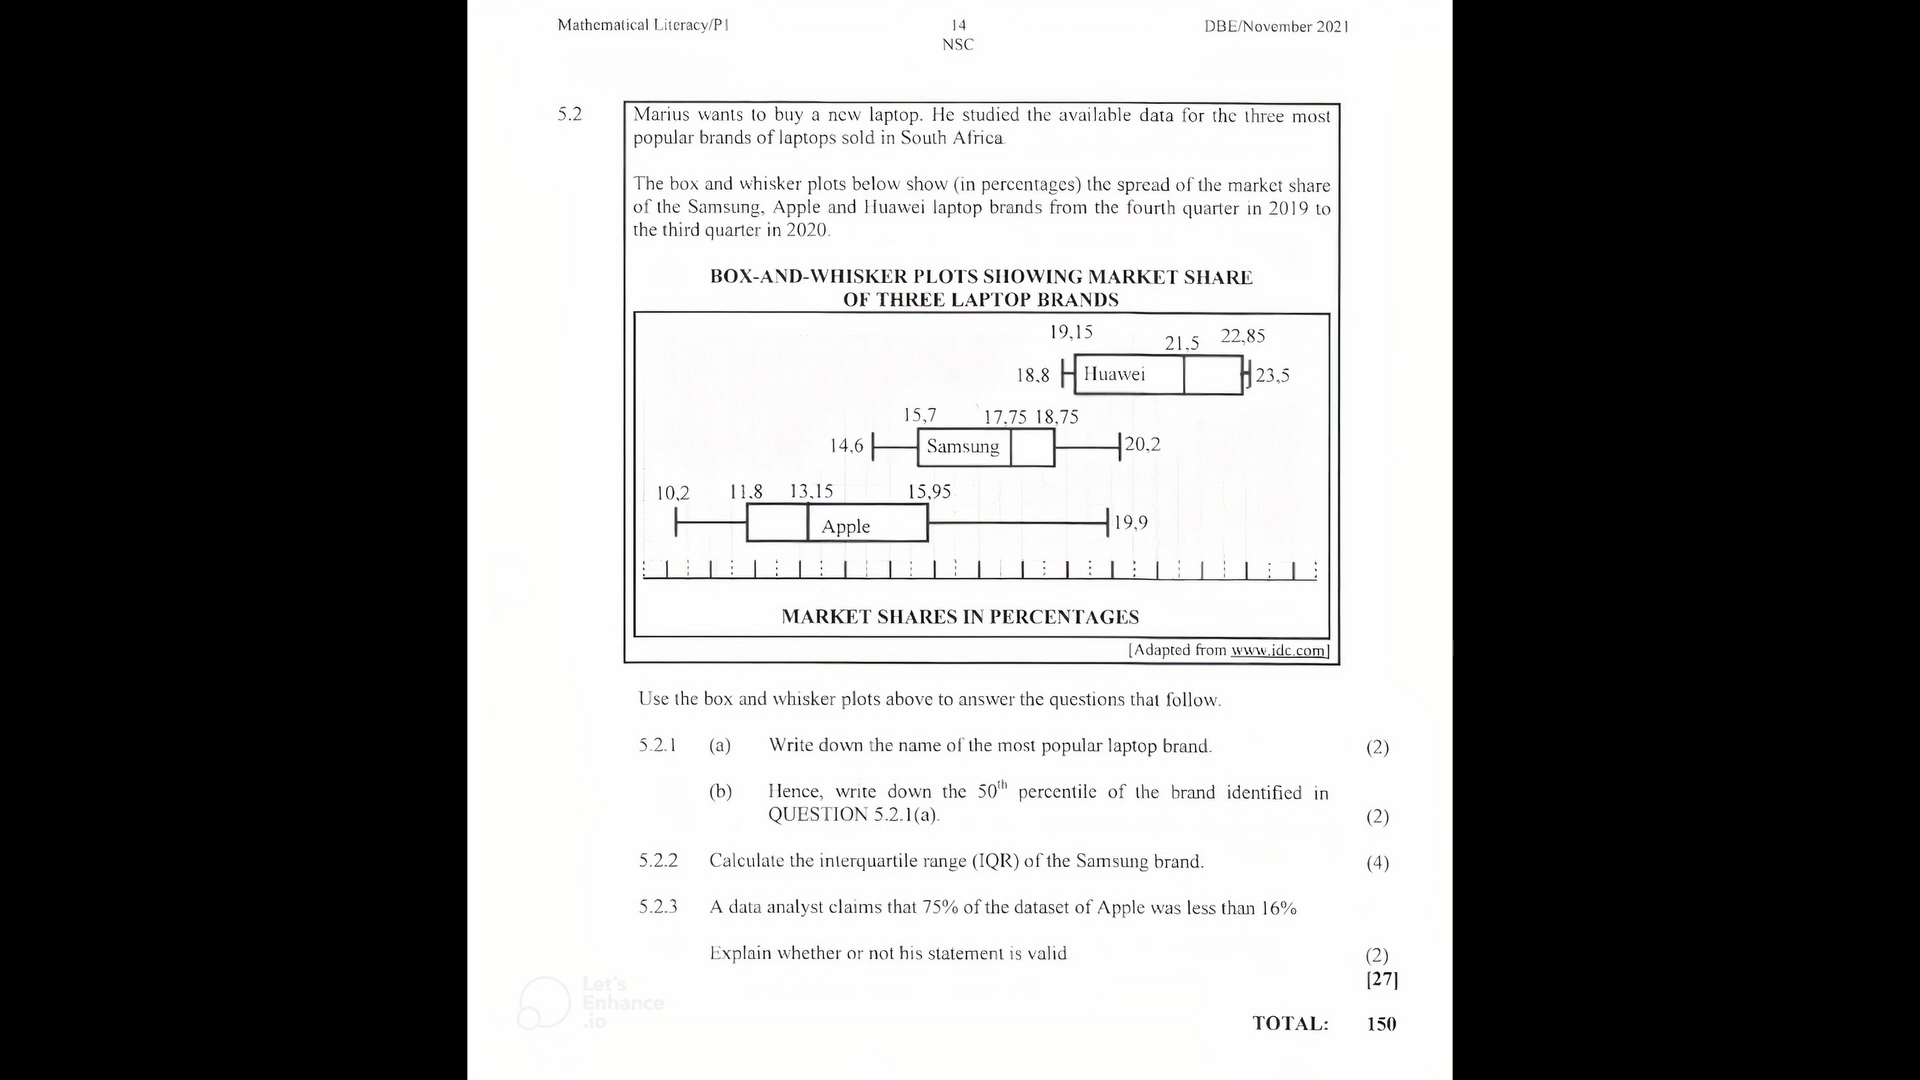 Mathematical Literacy/P1
14
DBE/November 2021
NSC
5.2
Marius wants to buy a new laptop. He studied the available data for the three most
popular brands of laptops sold in South Africa.
The box and whisker plots below show (in percentages) the spread of the market share
of the Samsung, Apple and Huawei laptop brands from the fourth quarter in 2019 to
the third quarter in 2020.
BOX-AND-WHISKER PLOTS SHOWING MARKET SHARE
OF THREE LAPTOP BRANDS
19,15
21,5
22,85
18,8
Huawei
23,5
15,7
17,75
18,75
14,6
Samsung
20,2
10,2
11,8
13,15
15,95
Apple
19,9
MARKET SHARES IN PERCENTAGES
[Adapted from www.idc.com]
Use the box and whisker plots above to answer the questions that follow.
5.2.1 (a) Write down the name of the most popular laptop brand. (2)
(b) Hence, write down the 50th percentile of the brand identified in
QUESTION 5.2.1(a). (2)
5.2.2 Calculate the interquartile range (IQR) of the Samsung brand. (4)
5.2.3 A data analyst claims that 75% of the dataset of Apple was less than 16%
Explain whether or not his statement is valid (2)
[27]
TOTAL: 150
Let's
Enhance
.io